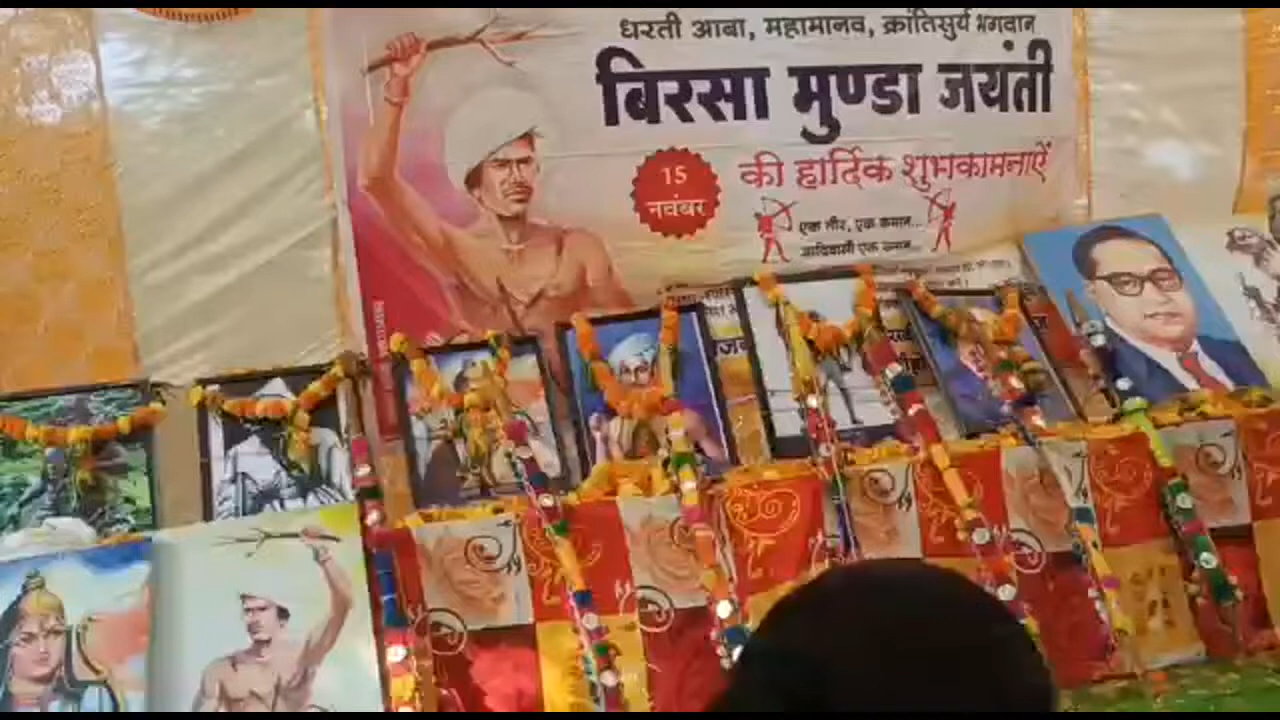 धरती आबा, महामानव, क्रांतिसुर्य भगवान
बिरसा मुण्डा जयंती
की हार्दिक शुभकामनाऐं
15
नवंबर
एक तीर, एक कमान...
आदिवासी एक समान...